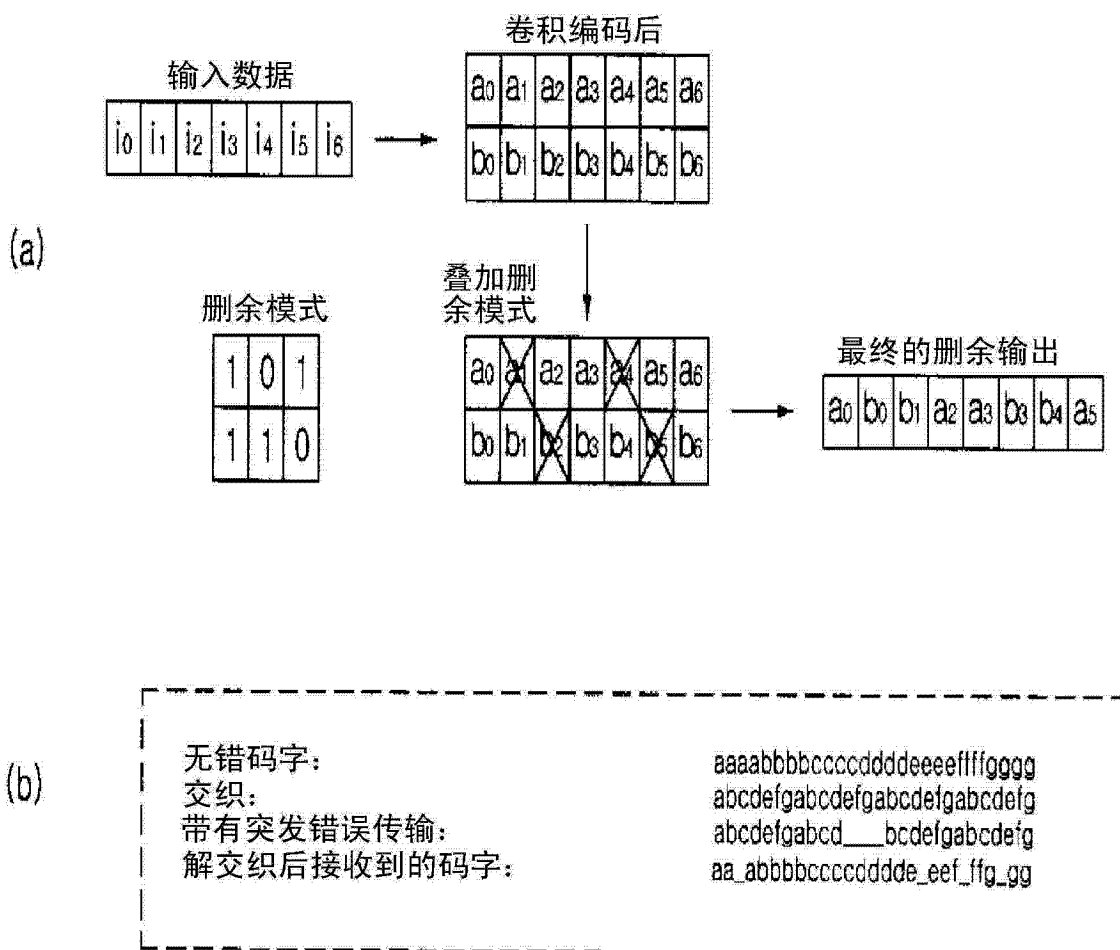 卷积编码后
输入数据
a0 a1 a2 a3 a4 a5 a6
i0 i1 i2 i3 i4 i5 i6
b0 b1 b2 b3 b4 b5 b6
(a)
叠加删
余模式
删余模式
最终的删余输出
1 0 1
a0 a1 a2 a3 a4 a5 a6
a0 b0 b1 a2 a3 b3 b4 a5
1 1 0
b0 b1 b2 b3 b4 b5 b6
(b)
无错码字: aaaabbbbccccddddeeeeffffgggg
交织: abcdefgabcdefgabcdefgabcdefg
带有突发错误传输: abcdefgabcd____bcdefgabcdefg
解交织后接收到的码字: aa_abbbbccccdddde_eef_ffg_gg